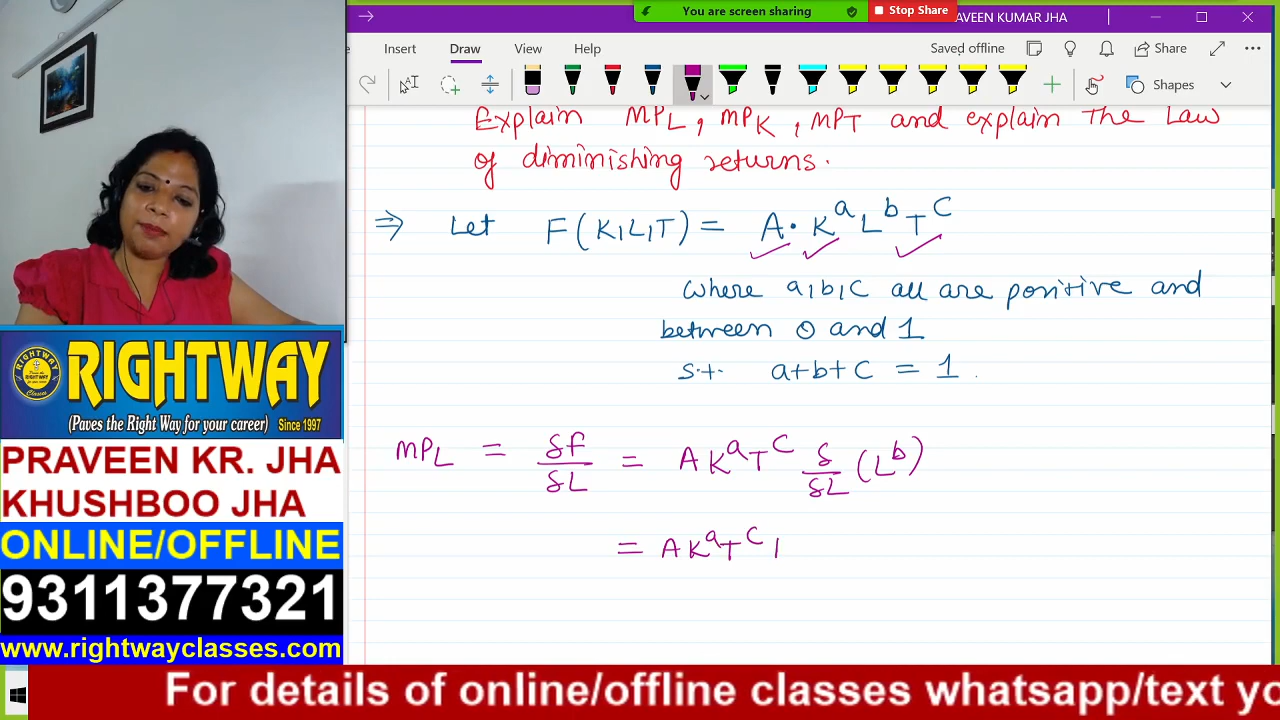 You are screen sharing
Stop Share
AVEEN KUMAR JHA
Insert Draw View Help
Saved offline
Share
Shapes
Explain MPL, MPK, MPT and explain The Law
of diminishing returns.
⇒ Let F(K,L,T) = A·K^a L^b T^c
Where a,b,c all are positive and
between 0 and 1
s.t. a+b+c = 1.
MPL = δF/δL = AK^aT^c δ/δL (L^b)
= AK^aT^c
RIGHTWAY
RIGHTWAY
(Paves the Right Way for your career) Since 1997
PRAVEEN KR. JHA
KHUSHBOO JHA
ONLINE/OFFLINE
9311377321
www.rightwayclasses.com
For details of online/offline classes whatsapp/text yo